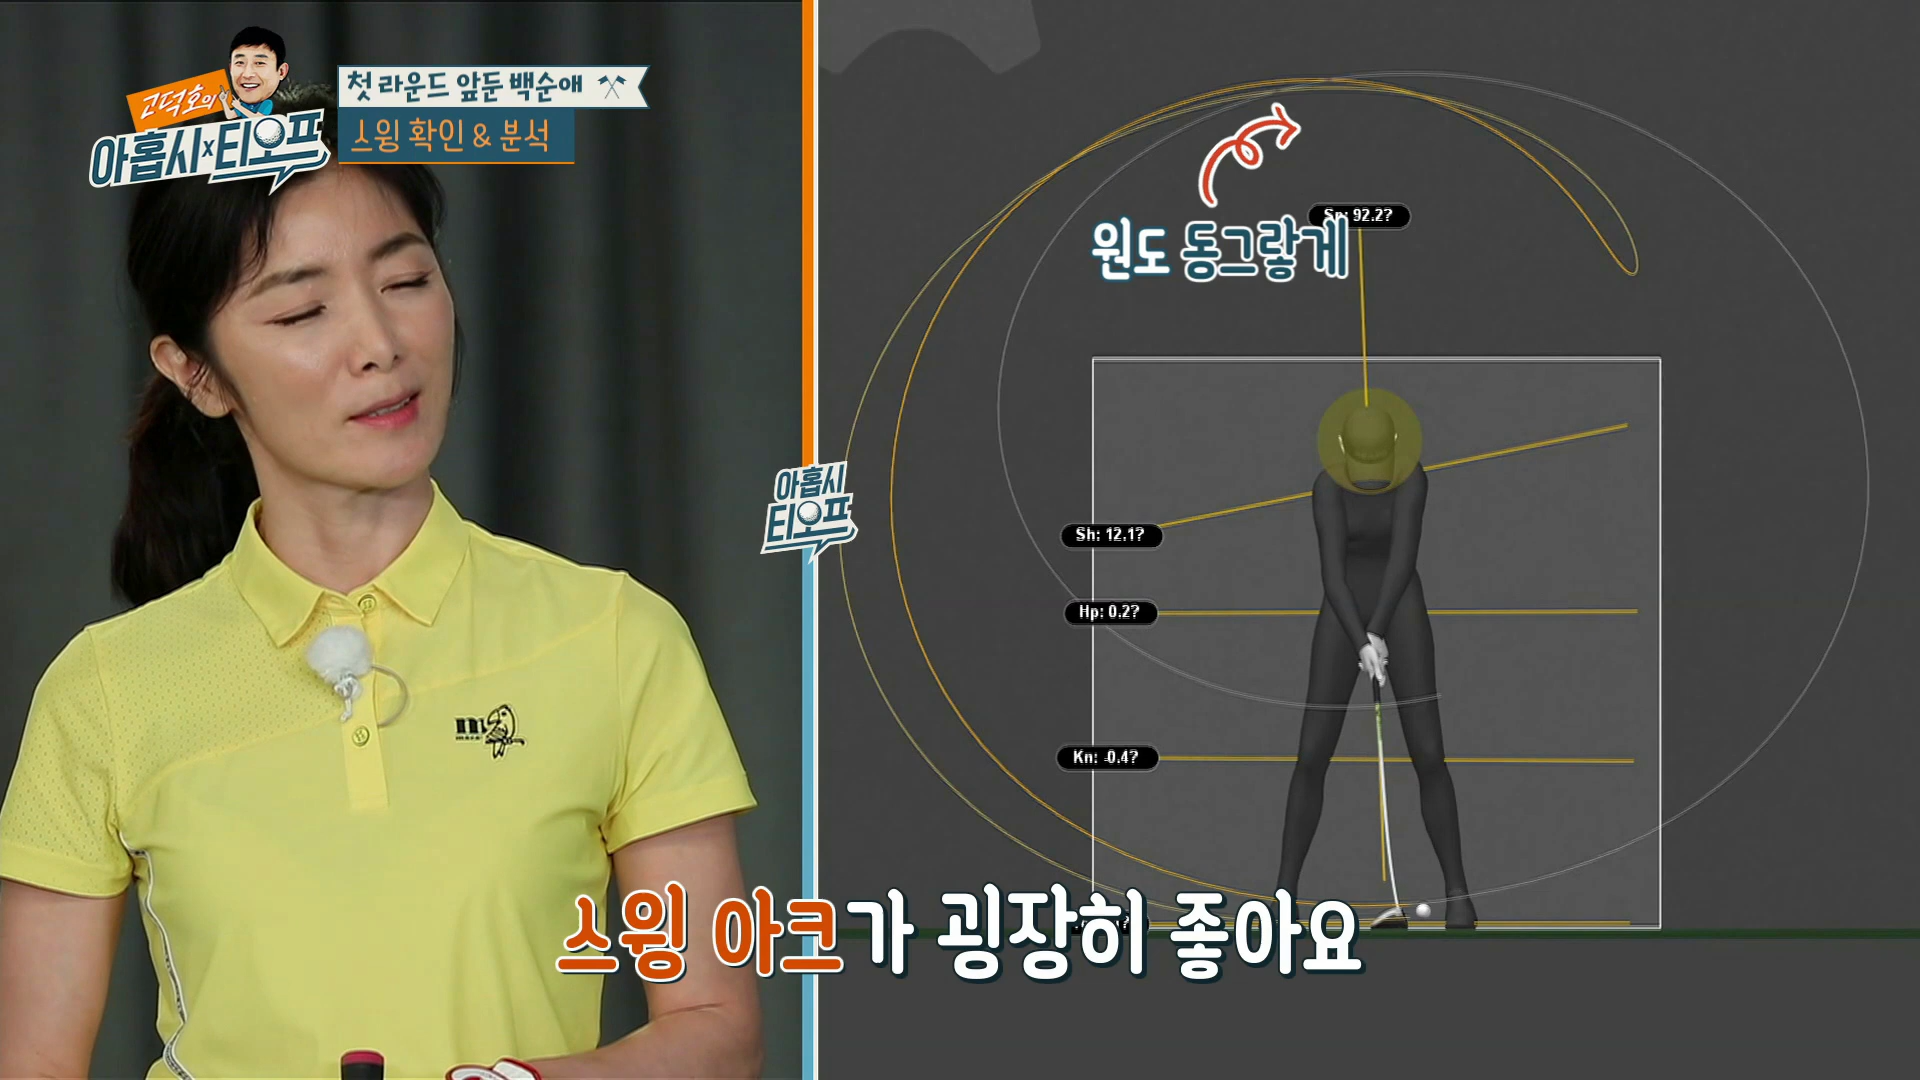 고덕호의
아홉시x티오프
첫 라운드 앞둔 백순애
스윙 확인 & 분석
원도 동그랗게
Sp: 92.2?
아홉시
티오프
Sh: 12.1?
Hp: 0.2?
Kn: -0.4?
m
스윙 아크가 굉장히 좋아요